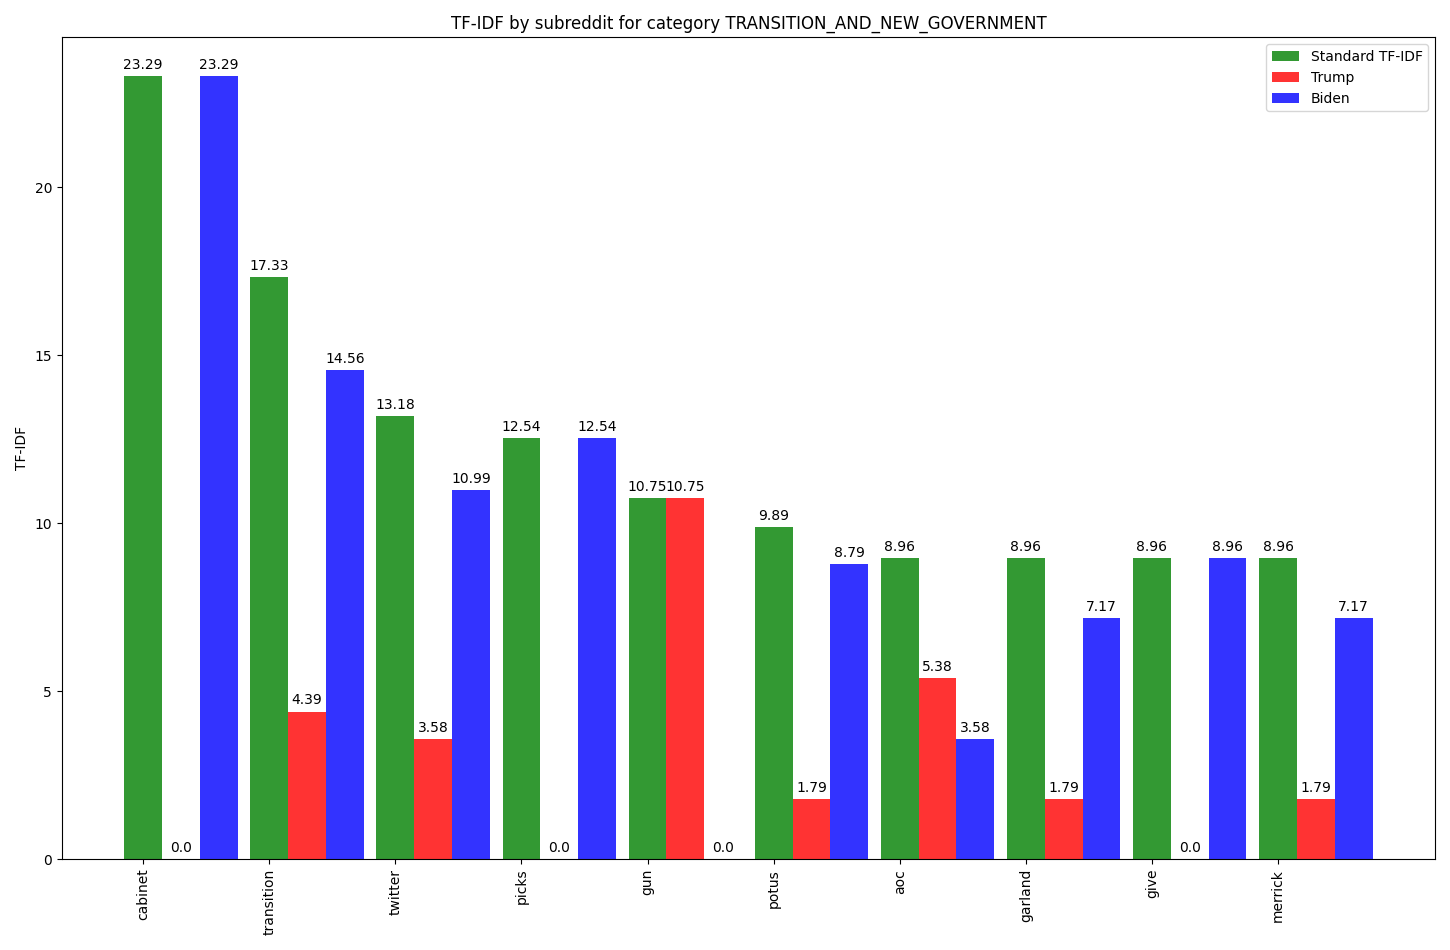 TF-IDF by subreddit for category TRANSITION_AND_NEW_GOVERNMENT
Standard TF-IDF
Trump
Biden
TF-IDF
20
15
10
5
0
23.29
0.0
23.29
17.33
4.39
14.56
13.18
3.58
10.99
12.54
0.0
12.54
10.75
10.75
0.0
9.89
1.79
8.79
8.96
5.38
3.58
8.96
1.79
7.17
8.96
0.0
8.96
8.96
1.79
7.17
cabinet
transition
twitter
picks
gun
potus
aoc
garland
give
merrick